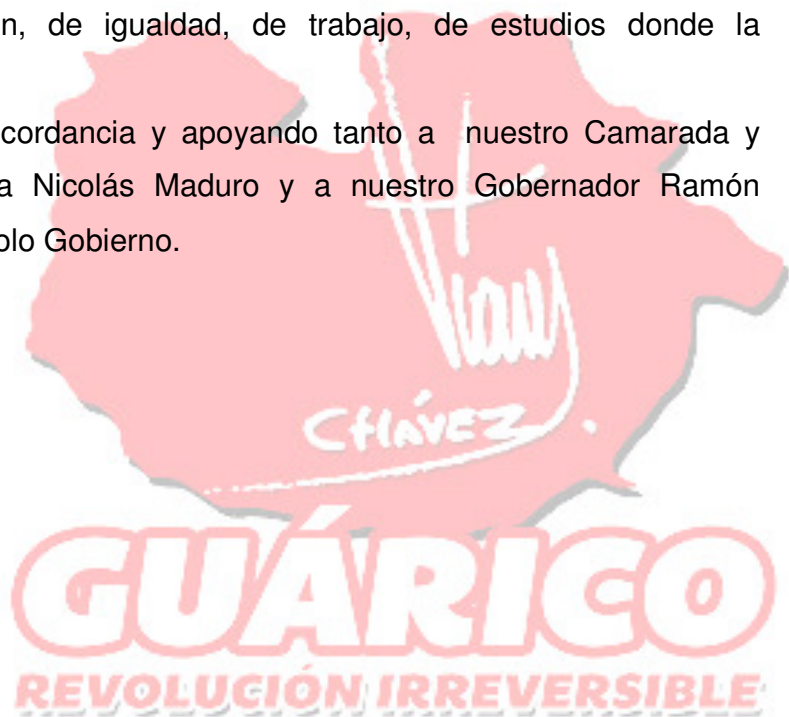 n, de igualdad, de trabajo, de estudios donde la
cordancia y apoyando tanto a nuestro Camarada y
a Nicolás Maduro y a nuestro Gobernador Ramón
olo Gobierno.
CHÁVEZ
GUÁRICO
REVOLUCIÓN IRREVERSIBLE